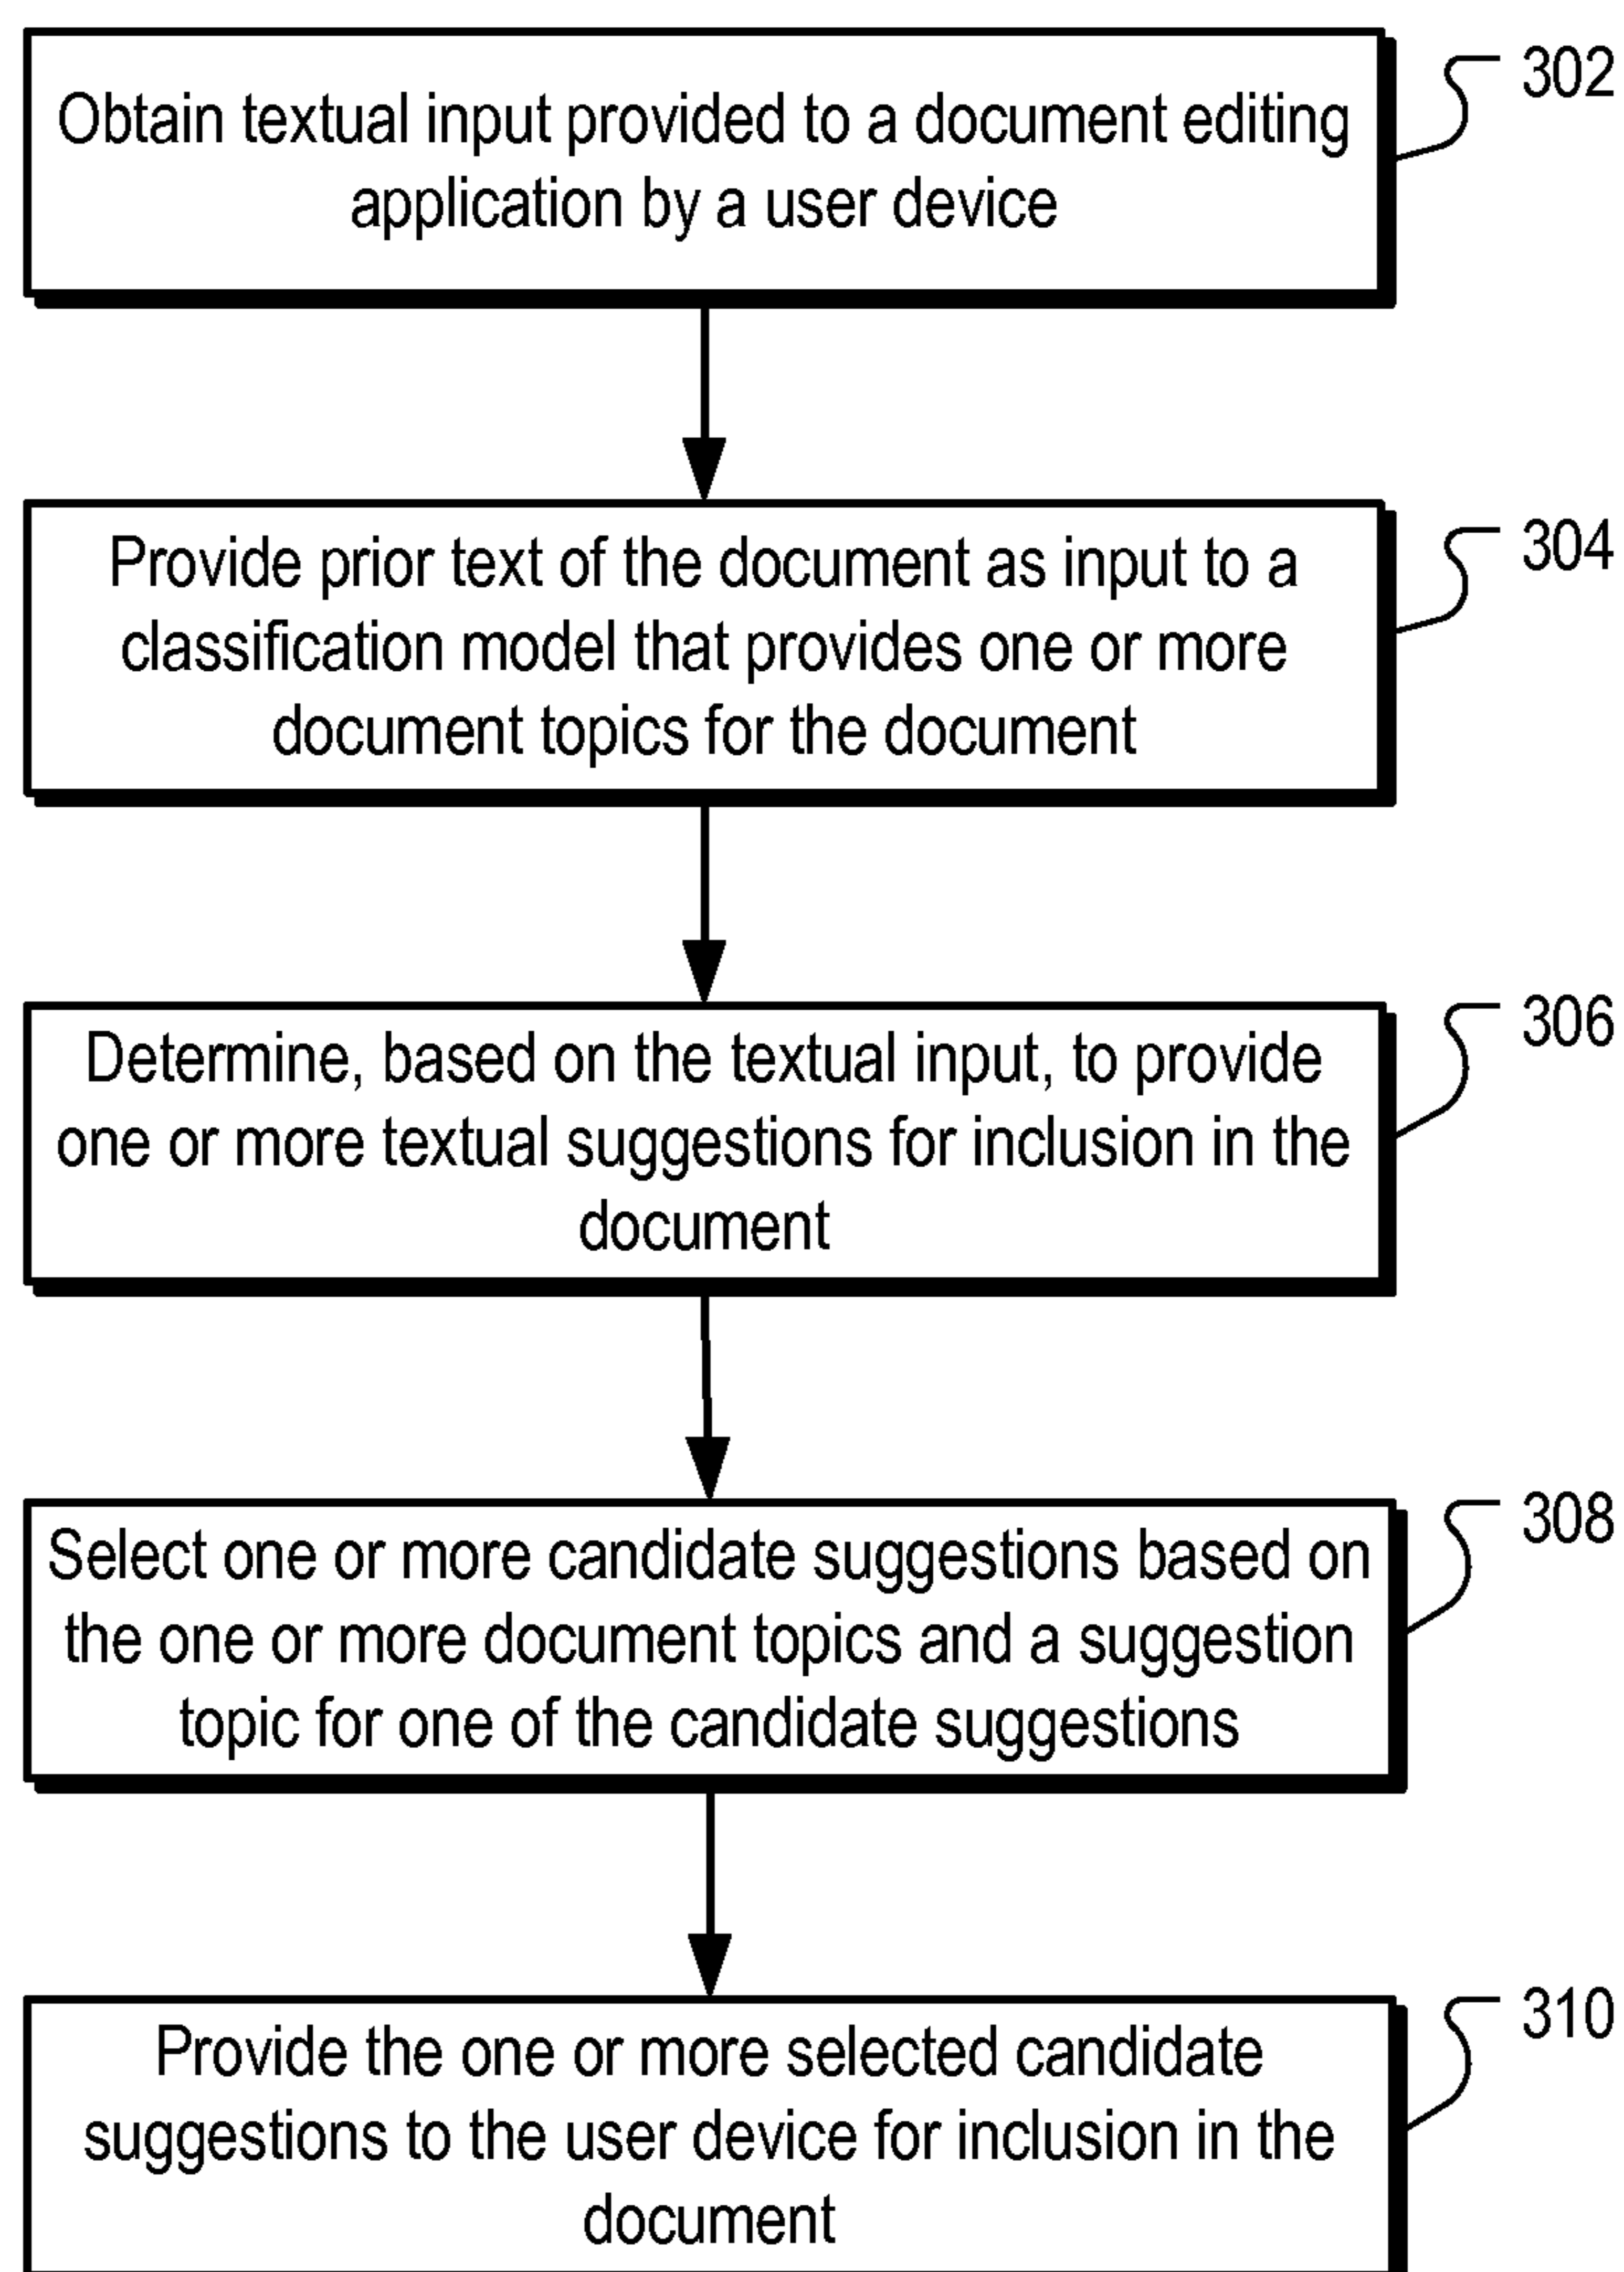 Obtain textual input provided to a document editing
application by a user device
302
Provide prior text of the document as input to a
classification model that provides one or more
document topics for the document
304
Determine, based on the textual input, to provide
one or more textual suggestions for inclusion in the
document
306
Select one or more candidate suggestions based on
the one or more document topics and a suggestion
topic for one of the candidate suggestions
308
Provide the one or more selected candidate
suggestions to the user device for inclusion in the
document
310